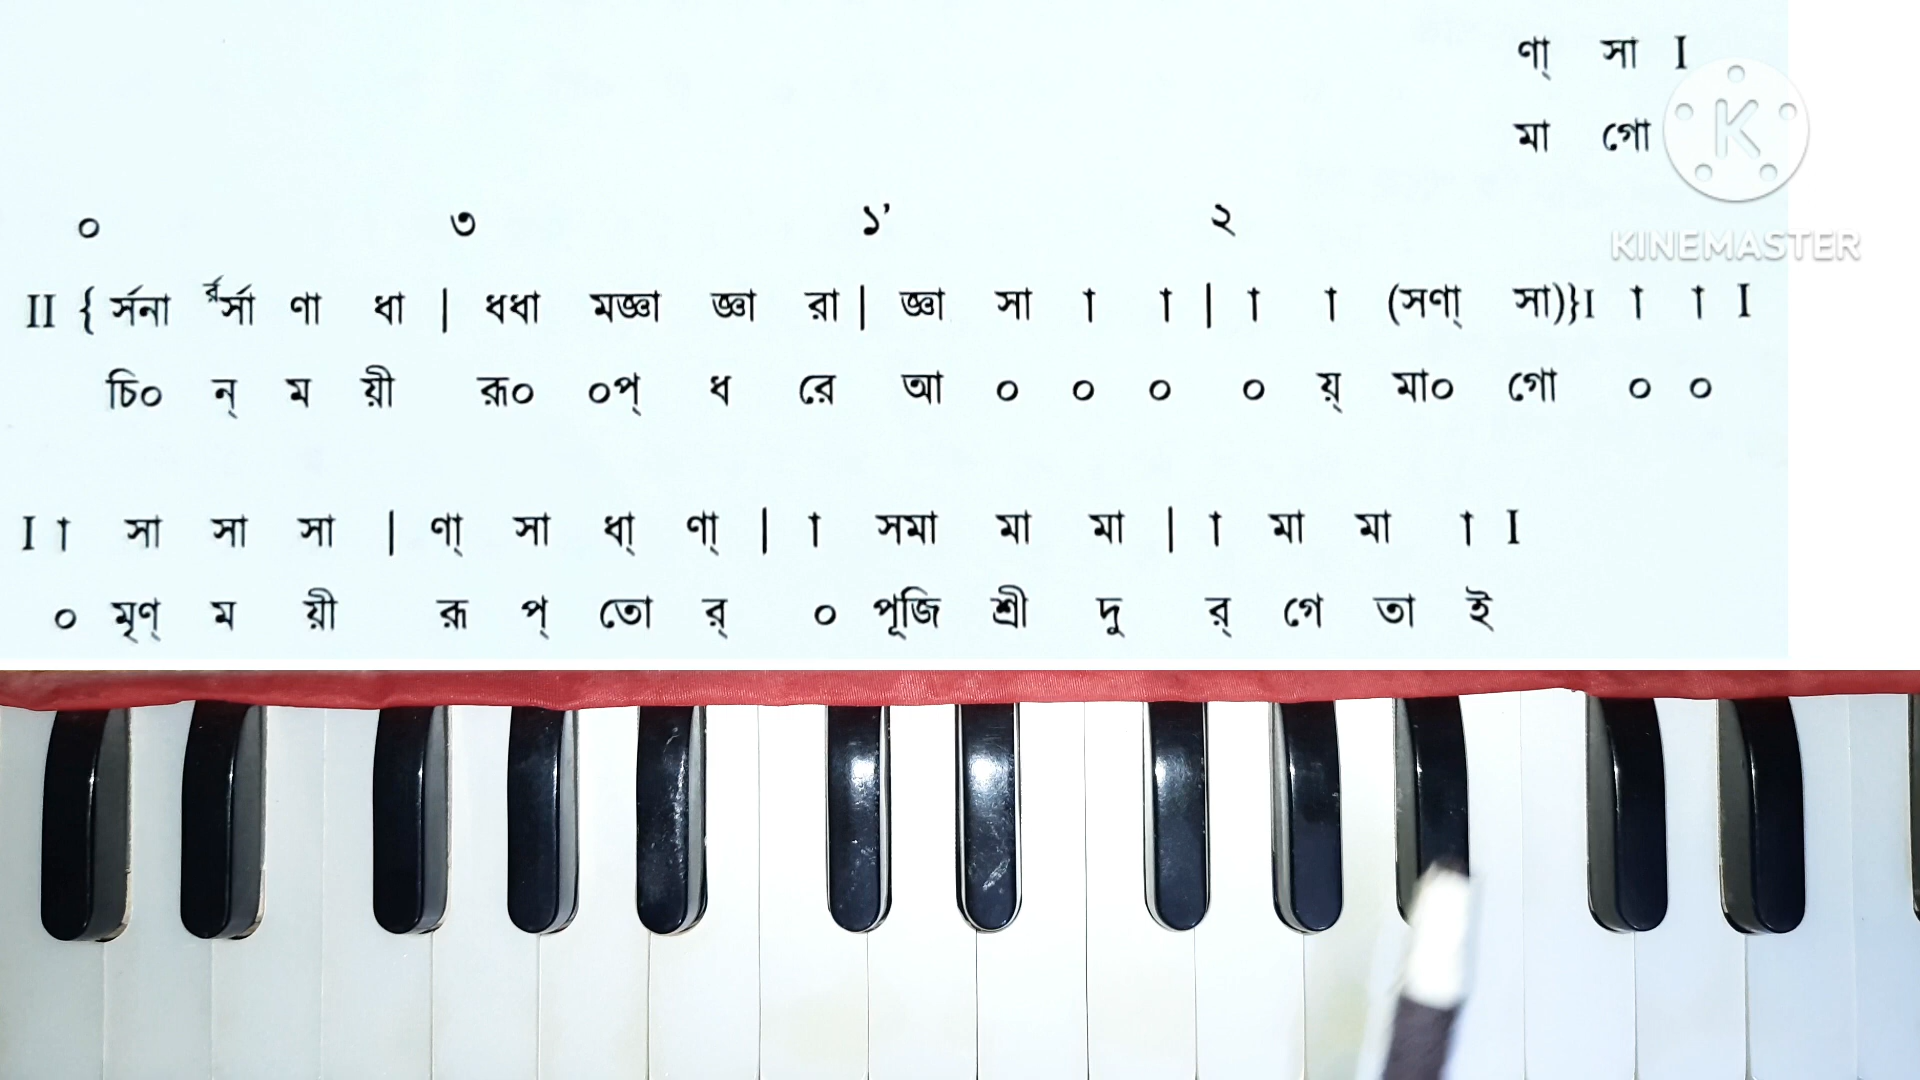 ণ্া সা I
মা গো
KINEMASTER
০ ৩ ১' ২
II { র্সনা র্রর্সা ণা ধা | ধধা মজ্ঞা জ্ঞা রা | জ্ঞা সা া া | া া (সণ্া সা)}I া া I
চি০ ন্ ম য়ী রূ০ ০প্ ধ রে আ ০ ০ ০ ০ য়্ মা০ গো ০ ০
I া সা সা সা | ণ্া সা ধ্া ণ্া | া সমা মা মা | া মা মা া I
০ মৃণ্ ম য়ী রূ প্ তো র্ ০ পূজি শ্রী দু র্ গে তা ই